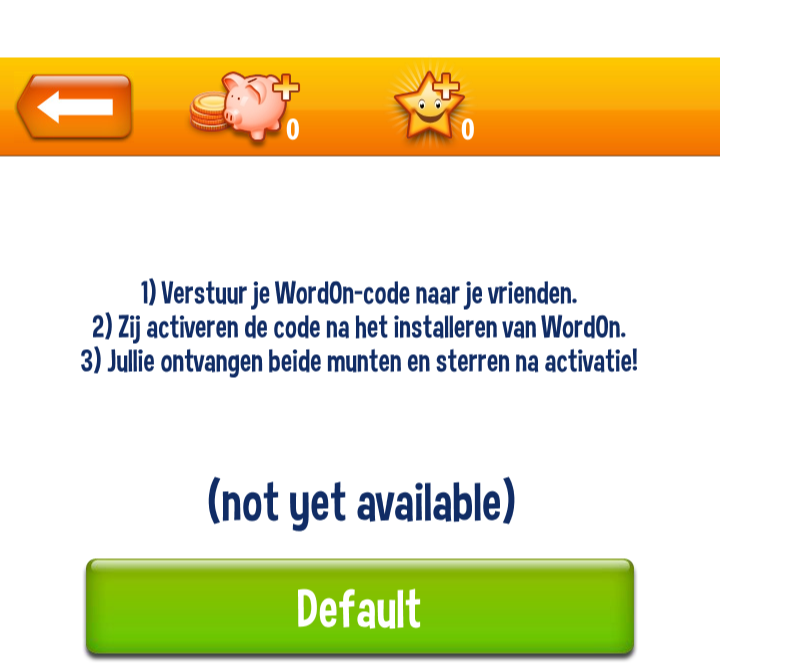 0 0
1) Verstuur je WordOn-code naar je vrienden.
2) Zij activeren de code na het installeren van WordOn.
3) Jullie ontvangen beide munten en sterren na activatie!
(not yet available)
Default